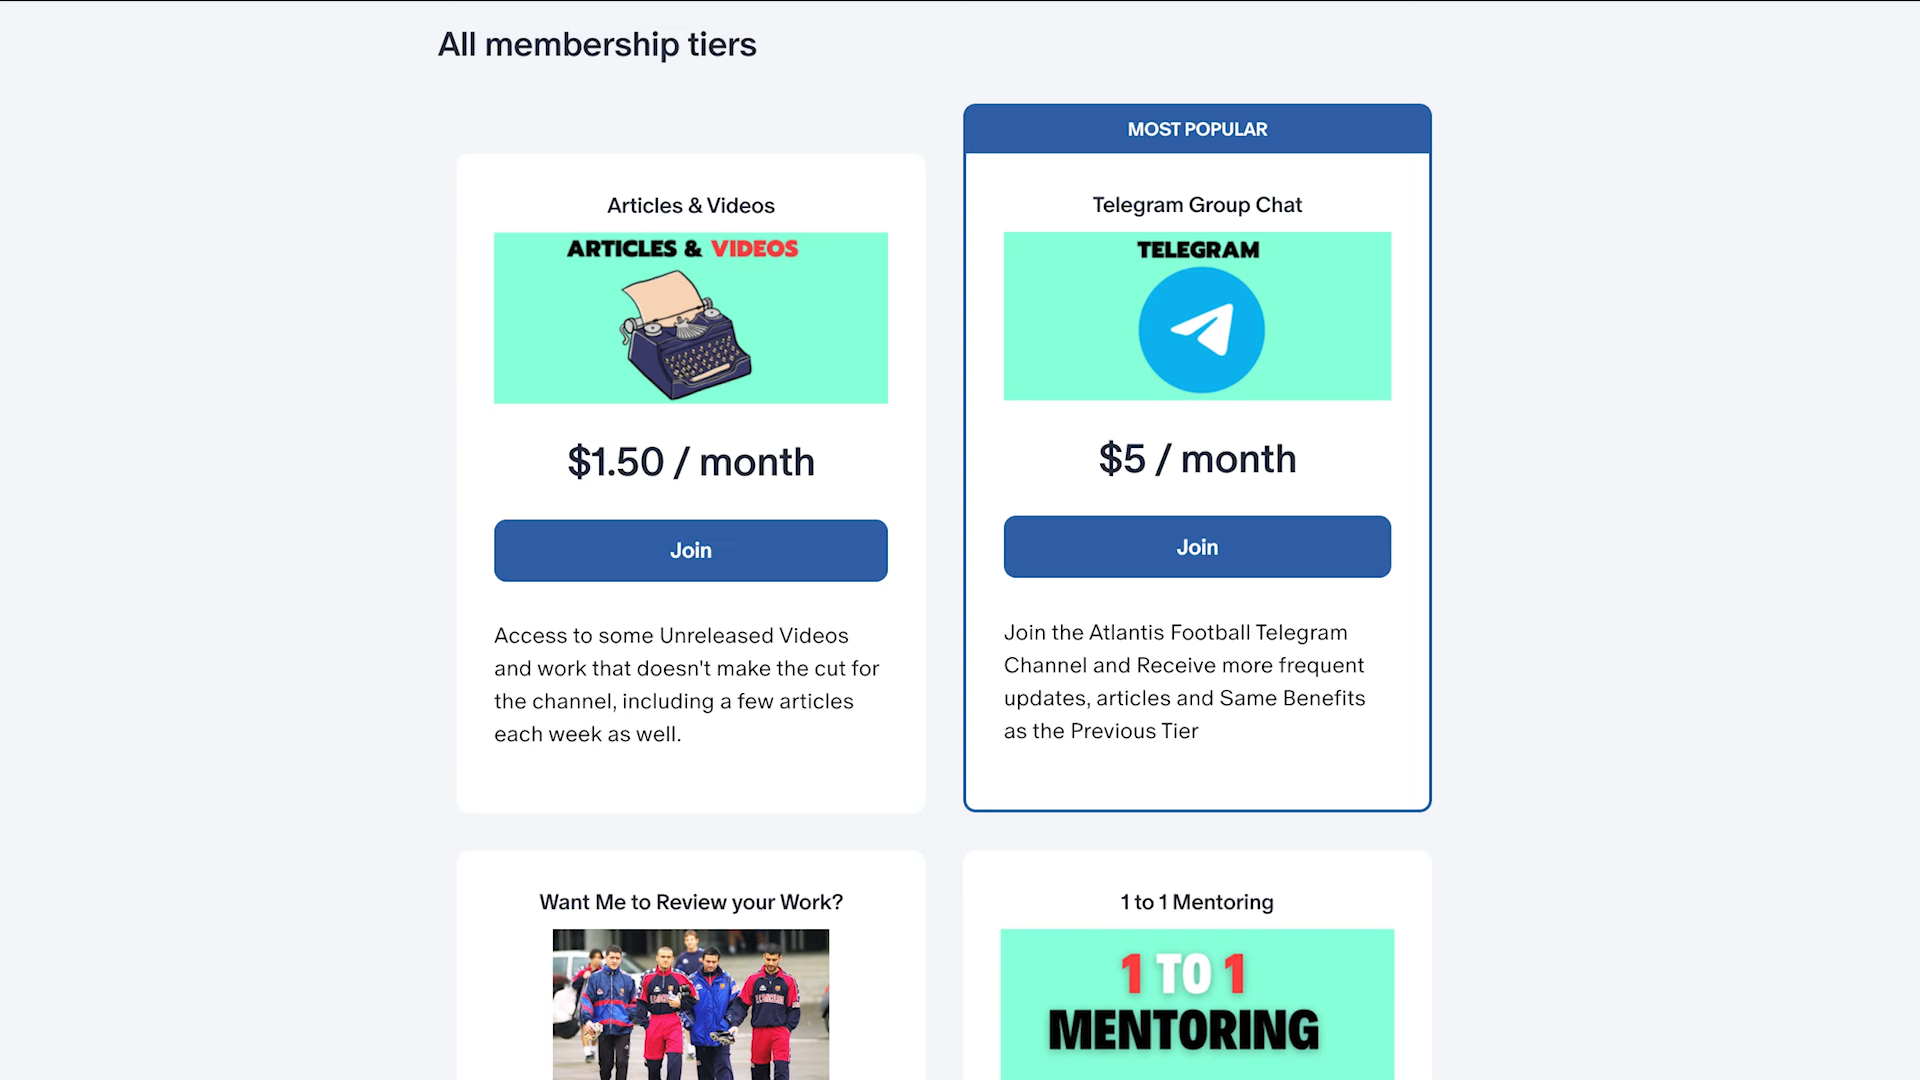 All membership tiers
Articles & Videos
ARTICLES & VIDEOS
$1.50 / month
Join
Access to some Unreleased Videos
and work that doesn't make the cut for
the channel, including a few articles
each week as well.
MOST POPULAR
Telegram Group Chat
TELEGRAM
$5 / month
Join
Join the Atlantis Football Telegram
Channel and Receive more frequent
updates, articles and Same Benefits
as the Previous Tier
Want Me to Review your Work?
1 to 1 Mentoring
1 TO 1
MENTORING